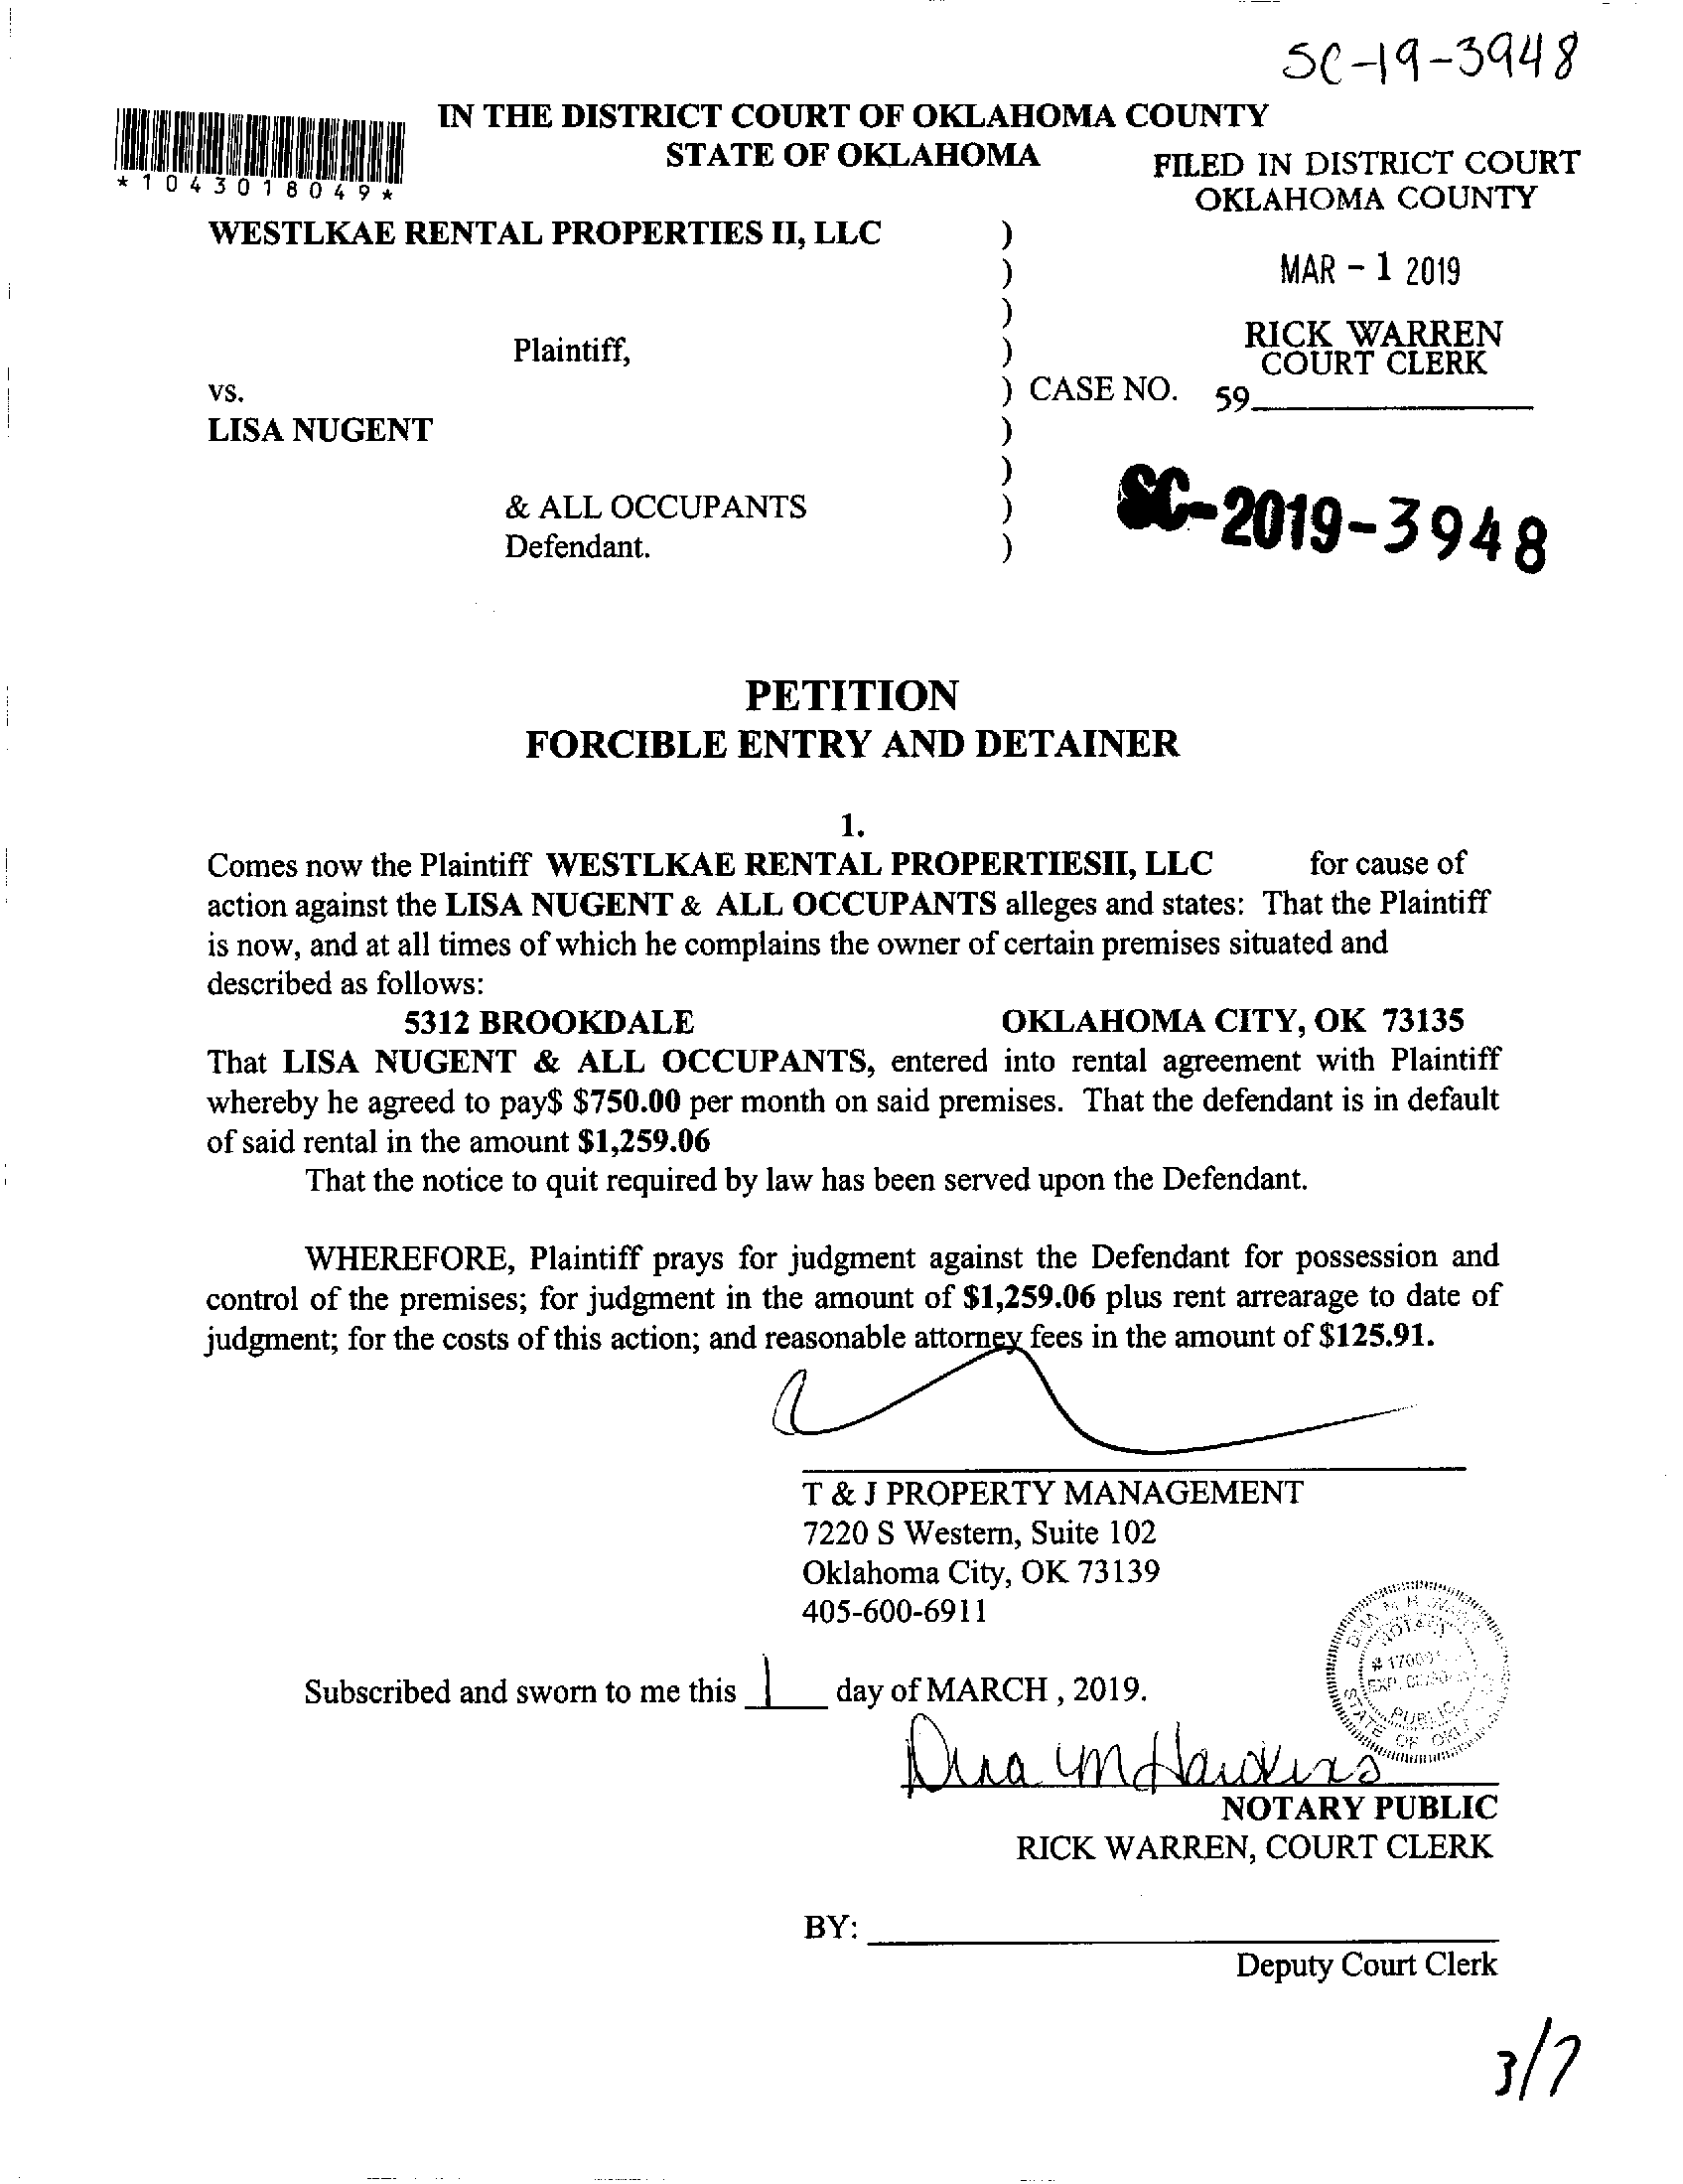 SC-19-3948
IN THE DISTRICT COURT OF OKLAHOMA COUNTY
STATE OF OKLAHOMA
*1043018049*
FILED IN DISTRICT COURT
OKLAHOMA COUNTY
WESTLKAE RENTAL PROPERTIES II, LLC )
)
MAR - 1 2019
)
RICK WARREN
COURT CLERK
Plaintiff, )
vs. ) CASE NO. 59
LISA NUGENT )
)
& ALL OCCUPANTS )
SC-2019-3948
Defendant. )
PETITION
FORCIBLE ENTRY AND DETAINER
1.
Comes now the Plaintiff WESTLKAE RENTAL PROPERTIESII, LLC for cause of
action against the LISA NUGENT & ALL OCCUPANTS alleges and states: That the Plaintiff
is now, and at all times of which he complains the owner of certain premises situated and
described as follows:
5312 BROOKDALE OKLAHOMA CITY, OK 73135
That LISA NUGENT & ALL OCCUPANTS, entered into rental agreement with Plaintiff
whereby he agreed to pay$ $750.00 per month on said premises. That the defendant is in default
of said rental in the amount $1,259.06
That the notice to quit required by law has been served upon the Defendant.
WHEREFORE, Plaintiff prays for judgment against the Defendant for possession and
control of the premises; for judgment in the amount of $1,259.06 plus rent arrearage to date of
judgment; for the costs of this action; and reasonable attorney fees in the amount of $125.91.
T & J PROPERTY MANAGEMENT
7220 S Western, Suite 102
Oklahoma City, OK 73139
405-600-6911
NOTARY
PUBLIC
STATE OF
Subscribed and sworn to me this 1 day of MARCH , 2019.
NOTARY PUBLIC
RICK WARREN, COURT CLERK
BY:
Deputy Court Clerk
3/7